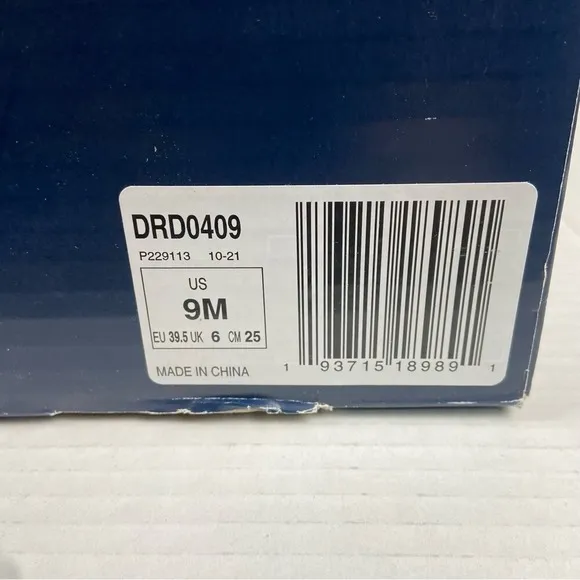 DRD0409
P229113 10-21
US
9M
EU 39.5 UK 6 CM 25
MADE IN CHINA
1 93715 18989 1